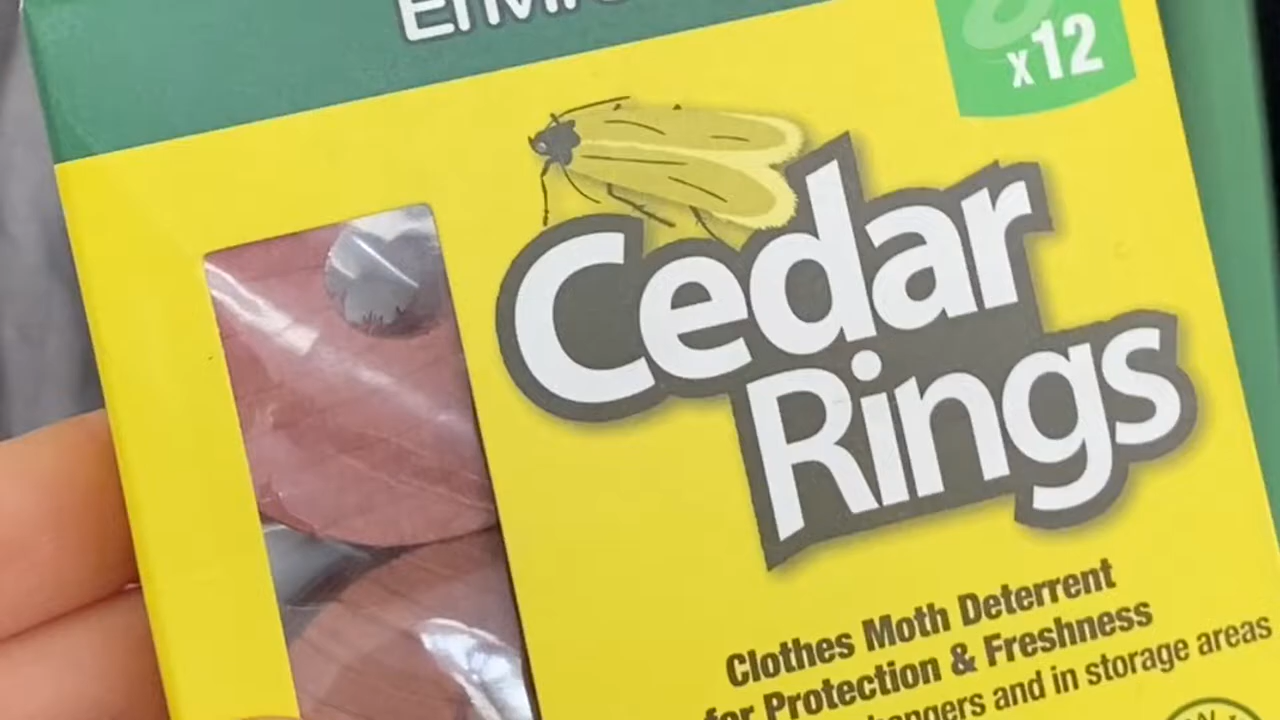 x12
Cedar
Rings
Clothes Moth Deterrent
for Protection & Freshness
hangers and in storage areas